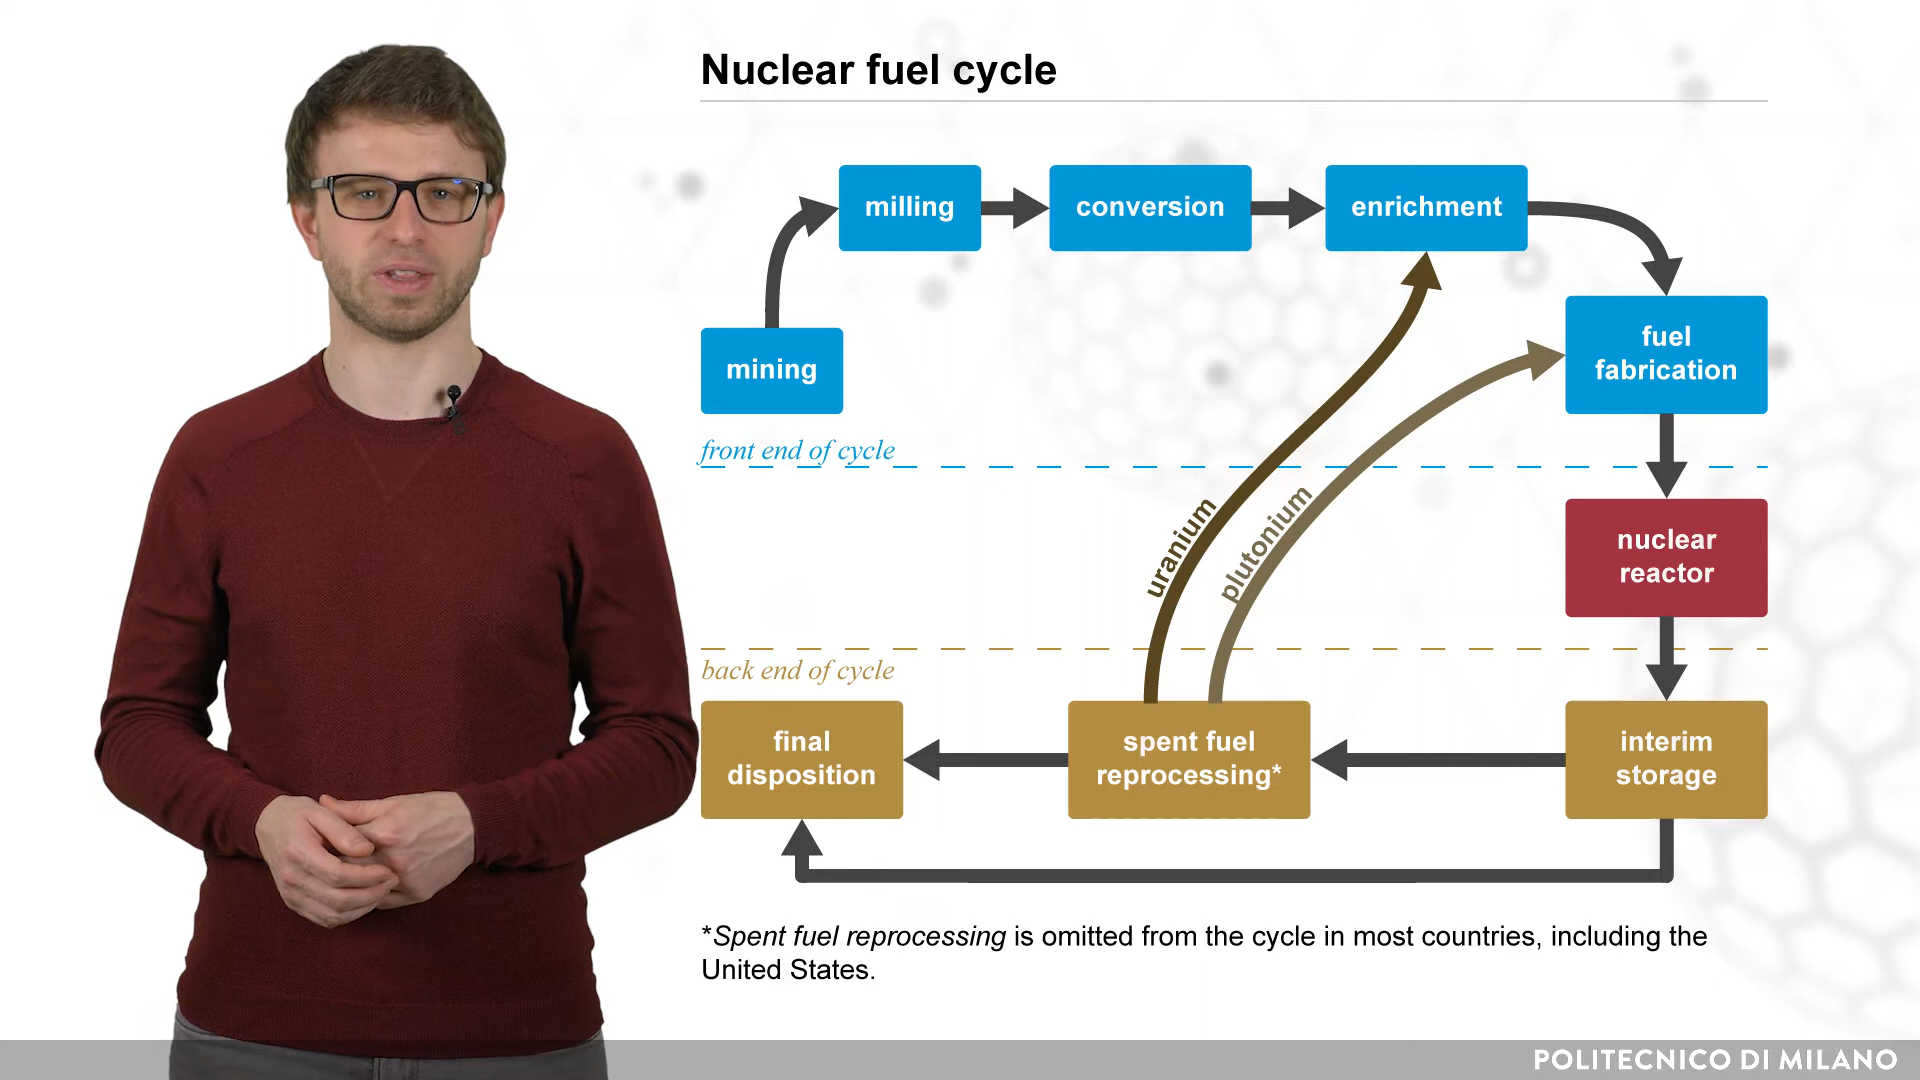 Nuclear fuel cycle
milling
conversion
enrichment
mining
fuel
fabrication
front end of cycle
uranium
plutonium
nuclear
reactor
back end of cycle
final
disposition
spent fuel
reprocessing*
interim
storage
*Spent fuel reprocessing is omitted from the cycle in most countries, including the
United States.
POLITECNICO DI MILANO